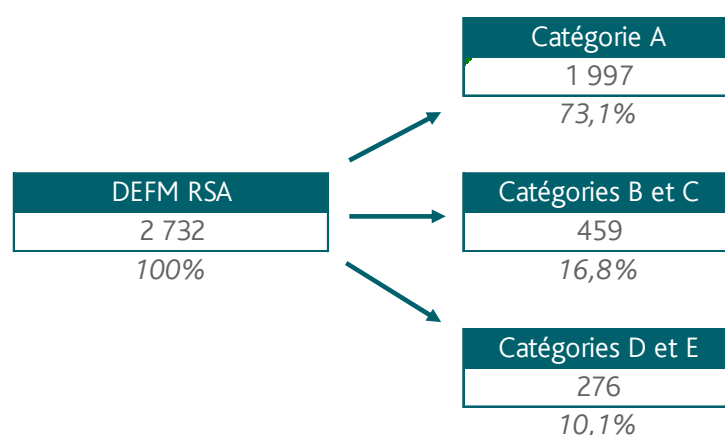 Catégorie A
1 997
73,1%
DEFM RSA
2 732
100%
Catégories B et C
459
16,8%
Catégories D et E
276
10,1%